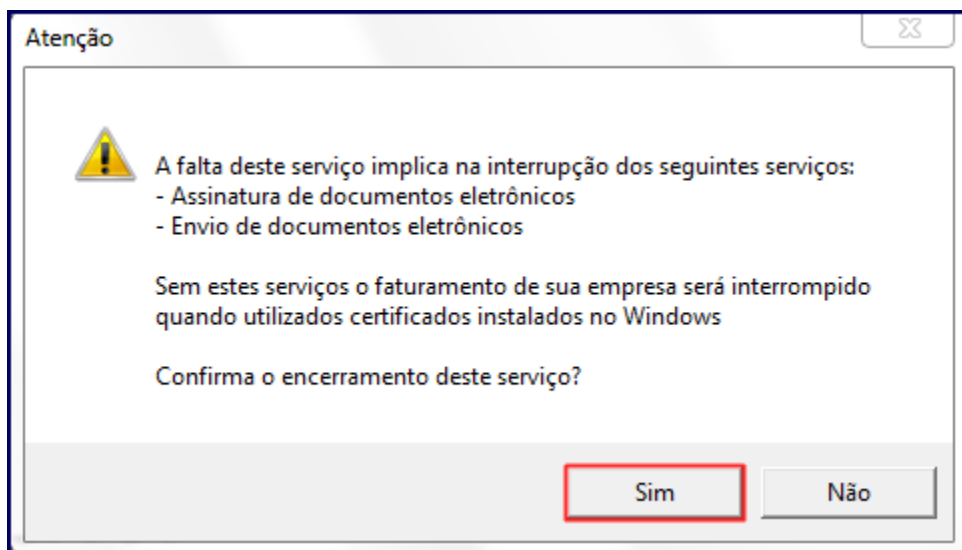 Atenção
A falta deste serviço implica na interrupção dos seguintes serviços:
- Assinatura de documentos eletrônicos
- Envio de documentos eletrônicos
Sem estes serviços o faturamento de sua empresa será interrompido
quando utilizados certificados instalados no Windows
Confirma o encerramento deste serviço?
Sim
Não